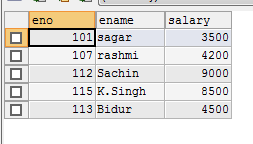 eno ename salary
101 sagar 3500
107 rashmi 4200
112 Sachin 9000
115 K.Singh 8500
113 Bidur 4500